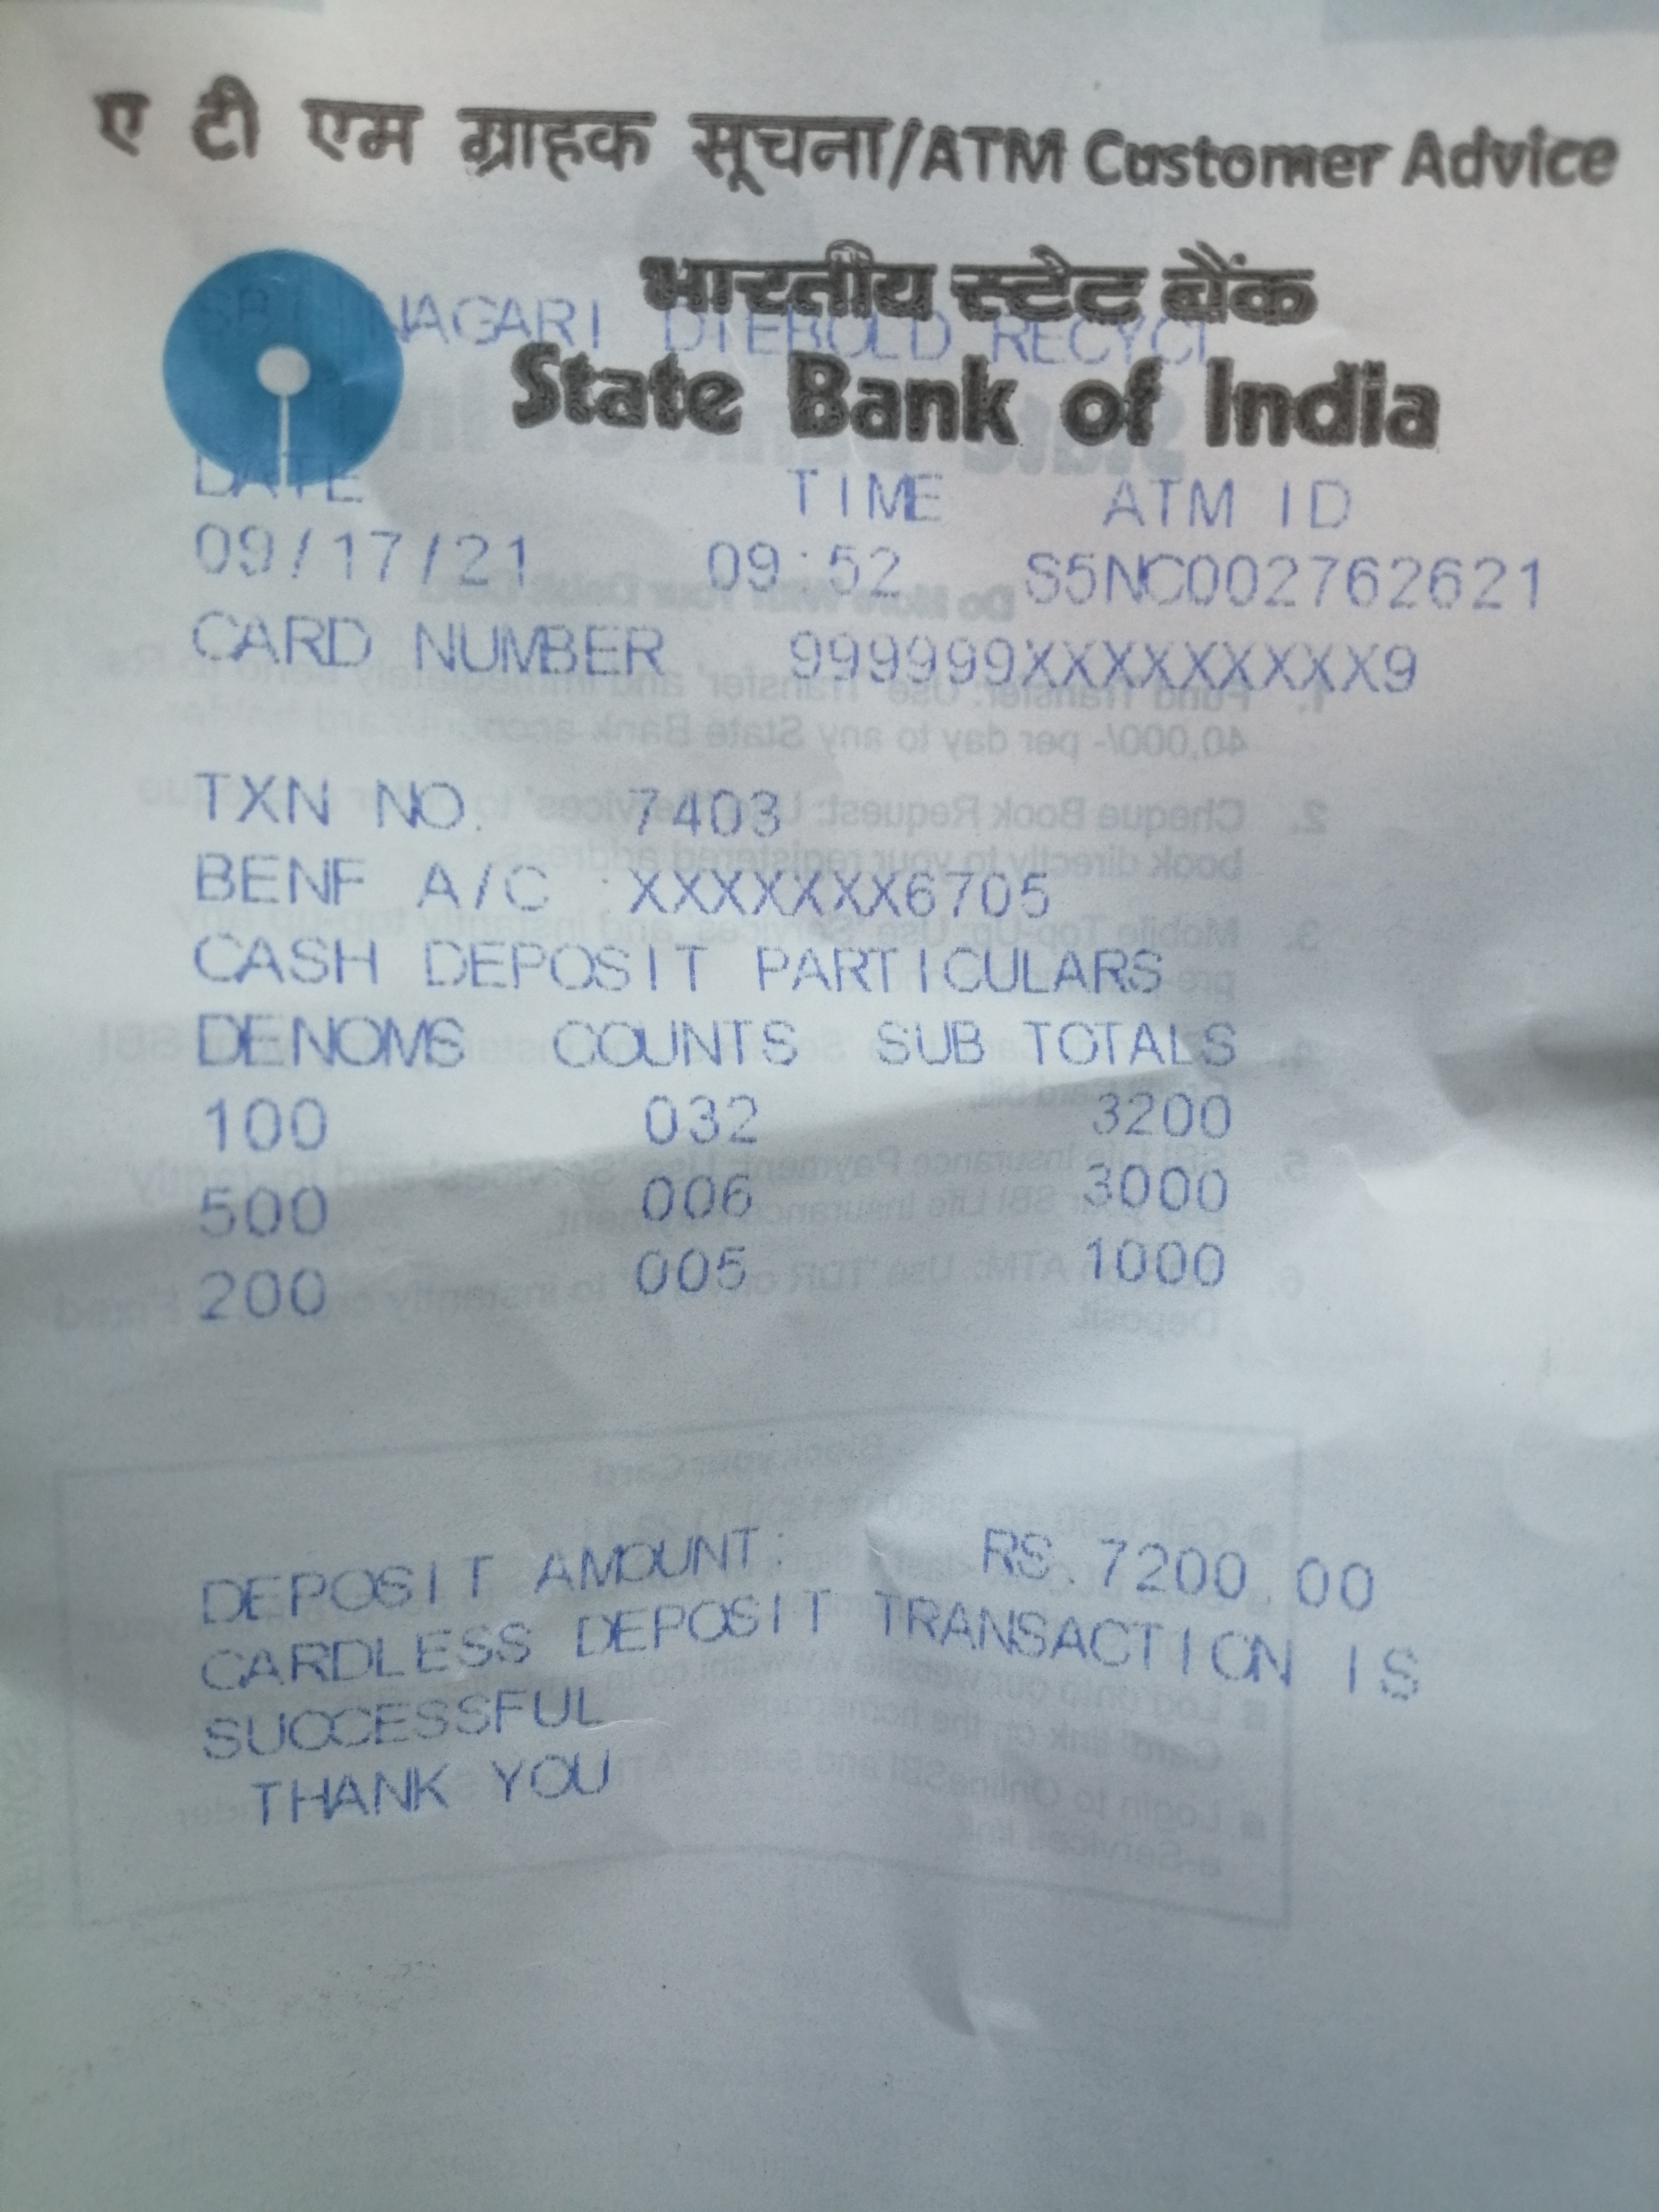 ए टी एम ग्राहक सूचना/ATM Customer Advice
भारतीय स्टेट बैंक
NAGARI DIEBOLD RECYCL
State Bank of India
DATE TIME ATM ID
09/17/21 09:52 S5NC002762621
CARD NUMBER 999999XXXXXXXXX9
TXN NO. 7403
BENF A/C :XXXXXXX6705
CASH DEPOSIT PARTICULARS
DENOMS COUNTS SUB TOTALS
100 032 3200
500 006 3000
200 005 1000
DEPOSIT AMOUNT: RS.7200.00
CARDLESS DEPOSIT TRANSACTION IS
SUCCESSFUL
THANK YOU